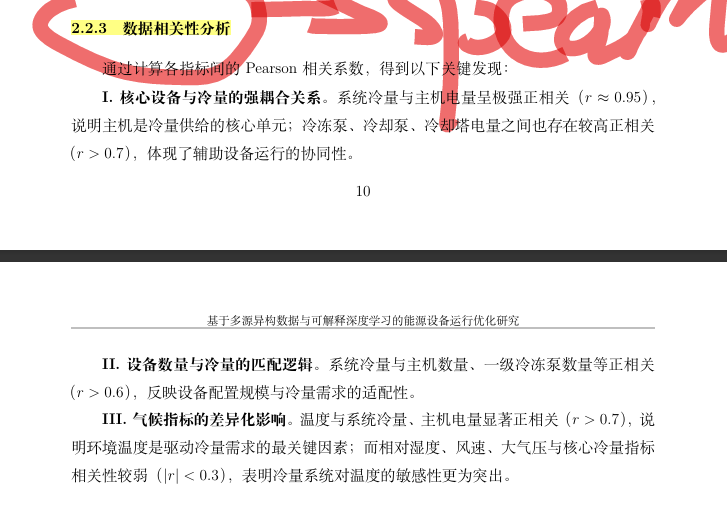 2.2.3 数据相关性分析
通过计算各指标间的 Pearson 相关系数，得到以下关键发现：
I. 核心设备与冷量的强耦合关系。系统冷量与主机电量呈极强正相关（r ≈ 0.95），
说明主机是冷量供给的核心单元；冷冻泵、冷却泵、冷却塔电量之间也存在较高正相关
（r > 0.7），体现了辅助设备运行的协同性。
10
基于多源异构数据与可解释深度学习的能源设备运行优化研究
II. 设备数量与冷量的匹配逻辑。系统冷量与主机数量、一级冷冻泵数量等正相关
（r > 0.6），反映设备配置规模与冷量需求的适配性。
III. 气候指标的差异化影响。温度与系统冷量、主机电量显著正相关（r > 0.7），说
明环境温度是驱动冷量需求的最关键因素；而相对湿度、风速、大气压与核心冷量指标
相关性较弱（|r| < 0.3），表明冷量系统对温度的敏感性更为突出。